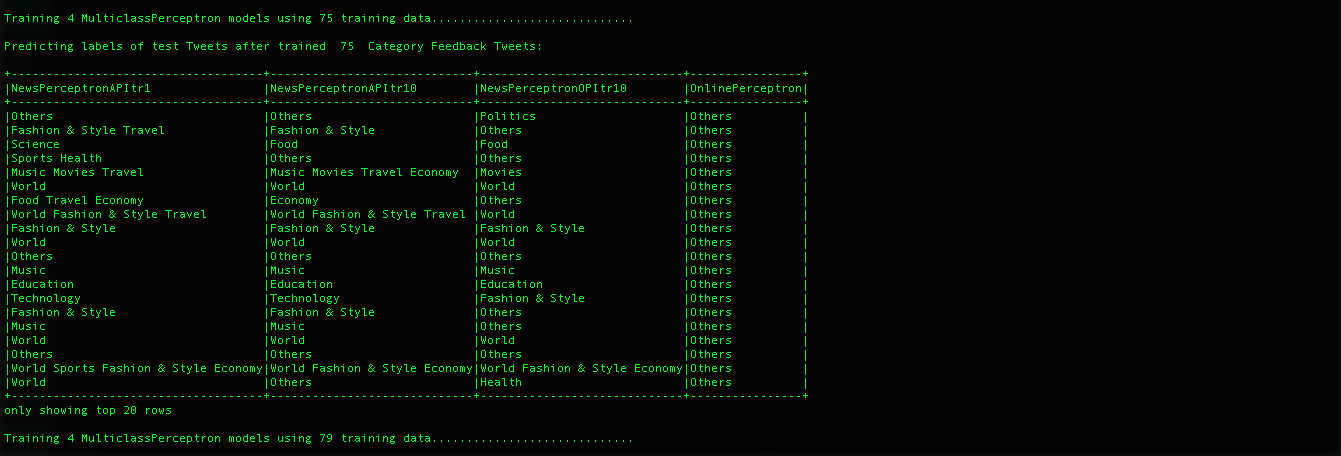 Training 4 MulticlassPerceptron models using 75 training data.............................
Predicting labels of test Tweets after trained  75  Category Feedback Tweets:
+------------------------------------+-----------------------------+-----------------------------+----------------+
|NewsPerceptronAPItr1                |NewsPerceptronAPItr10        |NewsPerceptronOPItr10        |OnlinePerceptron|
+------------------------------------+-----------------------------+-----------------------------+----------------+
|Others                              |Others                       |Politics                     |Others          |
|Fashion & Style Travel              |Fashion & Style              |Others                       |Others          |
|Science                             |Food                         |Food                         |Others          |
|Sports Health                       |Others                       |Others                       |Others          |
|Music Movies Travel                 |Music Movies Travel Economy  |Movies                       |Others          |
|World                               |World                        |World                        |Others          |
|Food Travel Economy                 |Economy                      |Others                       |Others          |
|World Fashion & Style Travel        |World Fashion & Style Travel |World                        |Others          |
|Fashion & Style                     |Fashion & Style              |Fashion & Style              |Others          |
|World                               |World                        |World                        |Others          |
|Others                              |Others                       |Others                       |Others          |
|Music                               |Music                        |Music                        |Others          |
|Education                           |Education                    |Education                    |Others          |
|Technology                          |Technology                   |Fashion & Style              |Others          |
|Fashion & Style                     |Fashion & Style              |Others                       |Others          |
|Music                               |Music                        |Others                       |Others          |
|World                               |World                        |World                        |Others          |
|Others                              |Others                       |Others                       |Others          |
|World Sports Fashion & Style Economy|World Fashion & Style Economy|World Fashion & Style Economy|Others          |
|World                               |Others                       |Health                       |Others          |
+------------------------------------+-----------------------------+-----------------------------+----------------+
only showing top 20 rows
Training 4 MulticlassPerceptron models using 79 training data.............................